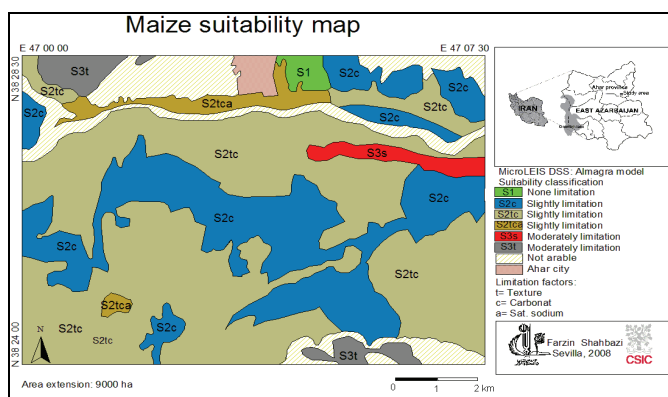 Maize suitability map
E 47 00 00
E 47 07 30
N 38 28 30
N 38 24 00
S3t
S1
S2c
S2c
S2tc
S2tc
S2tca
S2c
S2c
S2tc
S3s
S2c
S2c
S2c
S2tc
S2tca
S2tc
S2tc
S2c
S3t
N
Area extension: 9000 ha
0 1 2 km
Ahar province
Study area
IRAN
EAST AZARBAIJAN
MicroLEIS DSS: Almagra model
Suitability classification
S1 None limitation
S2c Slightly limitation
S2tc Slightly limitation
S2tca Slightly limitation
S3s Moderately limitation
S3t Moderately limitation
Not arable
Ahar city
Limitation factors:
t= Texture
c= Carbonat
a= Sat. sodium
Farzin Shahbazi
Sevilla, 2008
CSIC